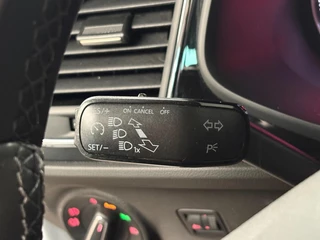 RES/+ ON CANCEL OFF
SET/- 1x
P€